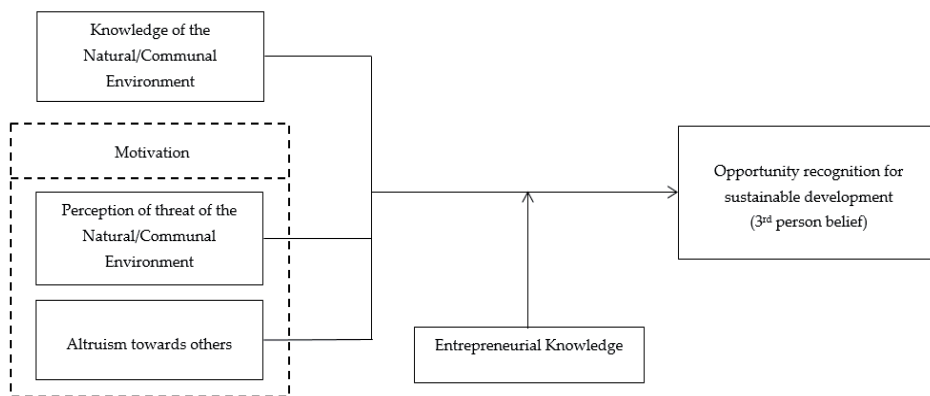 Knowledge of the
Natural/Communal
Environment
Motivation
Perception of threat of the
Natural/Communal
Environment
Altruism towards others
Entrepreneurial Knowledge
Opportunity recognition for
sustainable development
(3rd person belief)